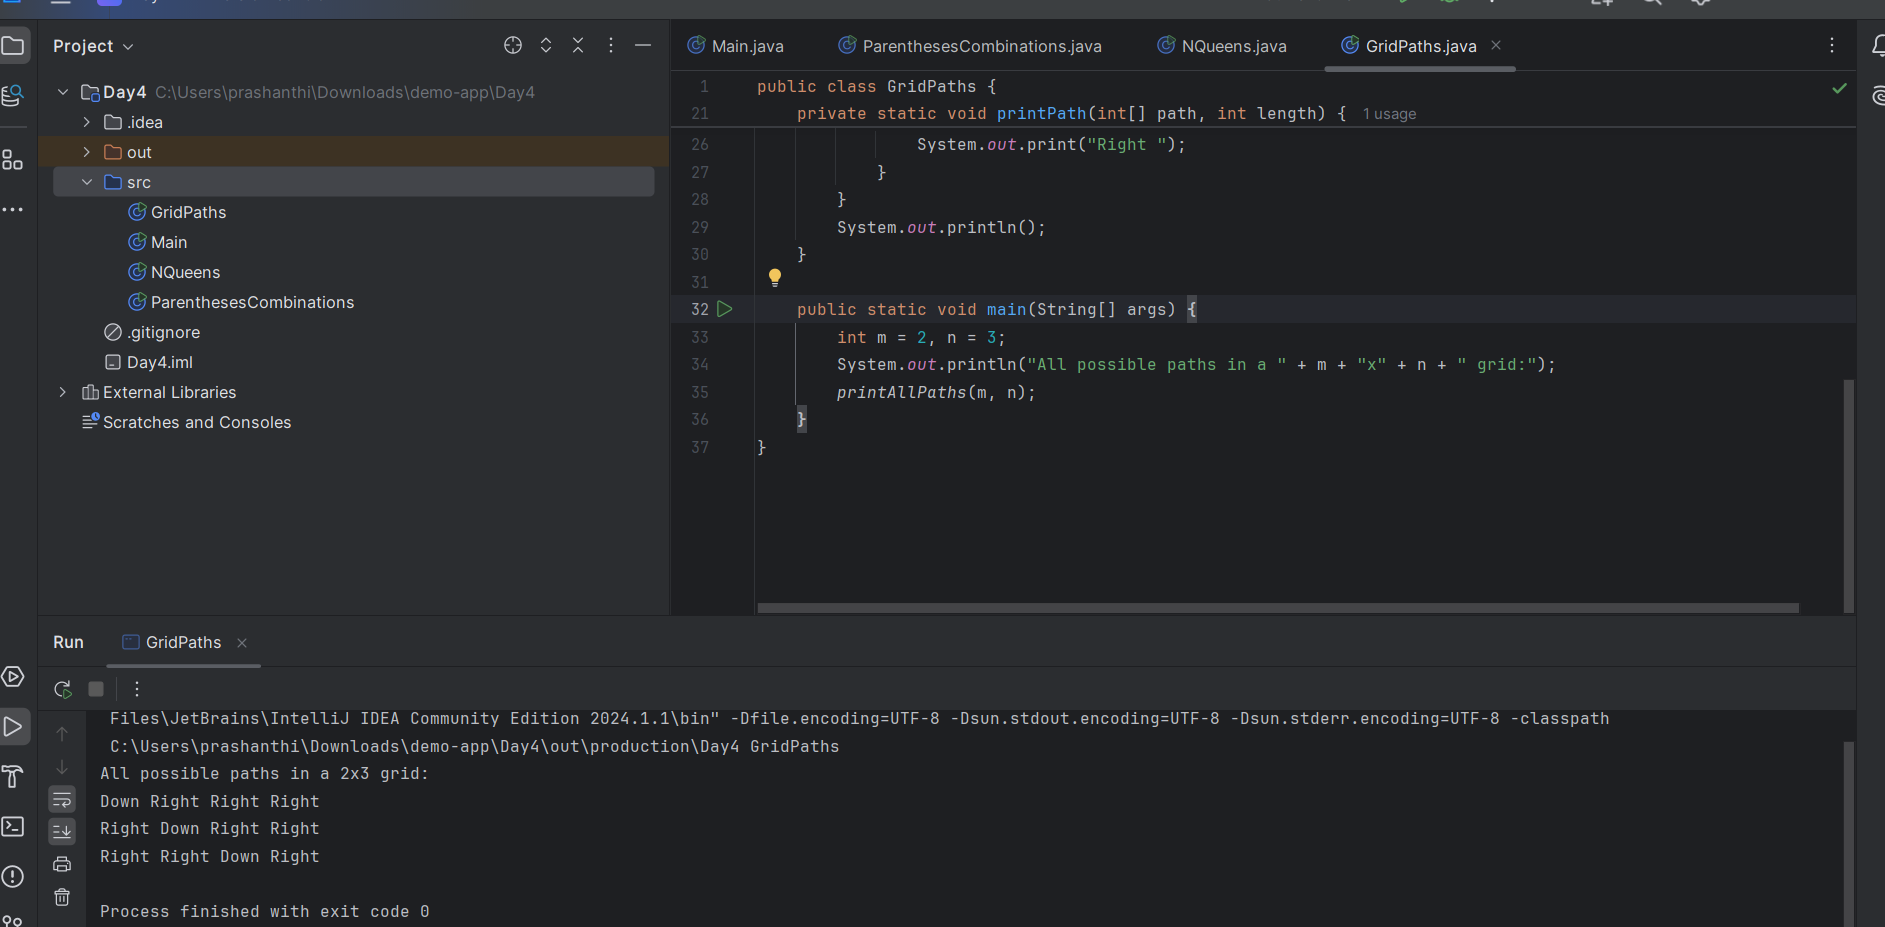 Project
Day4 C:\Users\prashanthi\Downloads\demo-app\Day4
.idea
out
src
GridPaths
Main
NQueens
ParenthesesCombinations
.gitignore
Day4.iml
External Libraries
Scratches and Consoles
Main.java ParenthesesCombinations.java NQueens.java GridPaths.java
1 public class GridPaths {
21 private static void printPath(int[] path, int length) { 1 usage
26 System.out.print("Right ");
27 }
28 }
29 System.out.println();
30 }
31
32 public static void main(String[] args) {
33 int m = 2, n = 3;
34 System.out.println("All possible paths in a " + m + "x" + n + " grid:");
35 printAllPaths(m, n);
36 }
37 }
Run GridPaths
Files\JetBrains\IntelliJ IDEA Community Edition 2024.1.1\bin" -Dfile.encoding=UTF-8 -Dsun.stdout.encoding=UTF-8 -Dsun.stderr.encoding=UTF-8 -classpath
C:\Users\prashanthi\Downloads\demo-app\Day4\out\production\Day4 GridPaths
All possible paths in a 2x3 grid:
Down Right Right Right
Right Down Right Right
Right Right Down Right
Process finished with exit code 0